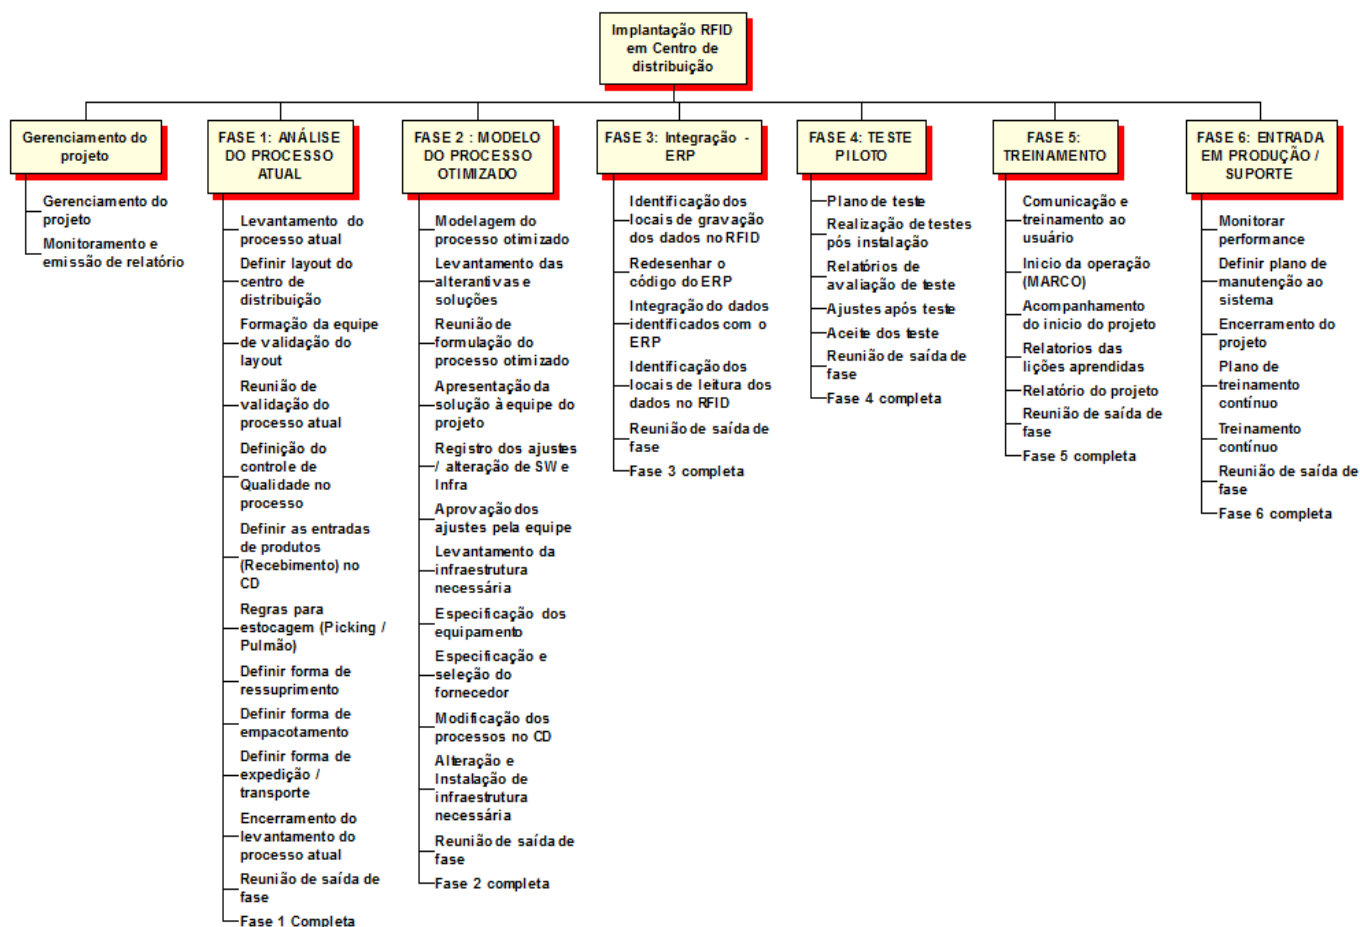 Implantação RFID
em Centro de
distribuição
Gerenciamento do
projeto
Gerenciamento do
projeto
Monitoramento e
emissão de relatório
FASE 1: ANÁLISE
DO PROCESSO
ATUAL
Levantamento do
processo atual
Definir layout do
centro de
distribuição
Formação da equipe
de validação do
layout
Reunião de
validação do
processo atual
Definição do
controle de
Qualidade no
processo
Definir as entradas
de produtos
(Recebimento) no
CD
Regras para
estocagem (Picking /
Pulmão)
Definir forma de
ressuprimento
Definir forma de
empacotamento
Definir forma de
expedição /
transporte
Encerramento do
levantamento do
processo atual
Reunião de saída de
fase
Fase 1 Completa
FASE 2 : MODELO
DO PROCESSO
OTIMIZADO
Modelagem do
processo otimizado
Levantamento das
alterantivas e
soluções
Reunião de
formulação do
processo otimizado
Apresentação da
solução à equipe do
projeto
Registro dos ajustes
/ alteração de SW e
Infra
Aprovação dos
ajustes pela equipe
Levantamento da
infraestrutura
necessária
Especificação dos
equipamento
Especificação e
seleção do
fornecedor
Modificação dos
processos no CD
Alteração e
Instalação de
infraestrutura
necessária
Reunião de saída de
fase
Fase 2 completa
FASE 3: Integração -
ERP
Identificação dos
locais de gravação
dos dados no RFID
Redesenhar o
código do ERP
Integração do dados
identificados com o
ERP
Identificação dos
locais de leitura dos
dados no RFID
Reunião de saída de
fase
Fase 3 completa
FASE 4: TESTE
PILOTO
Plano de teste
Realização de testes
pós instalação
Relatórios de
avaliação de teste
Ajustes após teste
Aceite dos teste
Reunião de saída de
fase
Fase 4 completa
FASE 5:
TREINAMENTO
Comunicação e
treinamento ao
usuário
Inicio da operação
(MARCO)
Acompanhamento
do inicio do projeto
Relatorios das
lições aprendidas
Relatório do projeto
Reunião de saída de
fase
Fase 5 completa
FASE 6: ENTRADA
EM PRODUÇÃO /
SUPORTE
Monitorar
performance
Definir plano de
manutenção ao
sistema
Encerramento do
projeto
Plano de
treinamento
contínuo
Treinamento
contínuo
Reunião de saída de
fase
Fase 6 completa